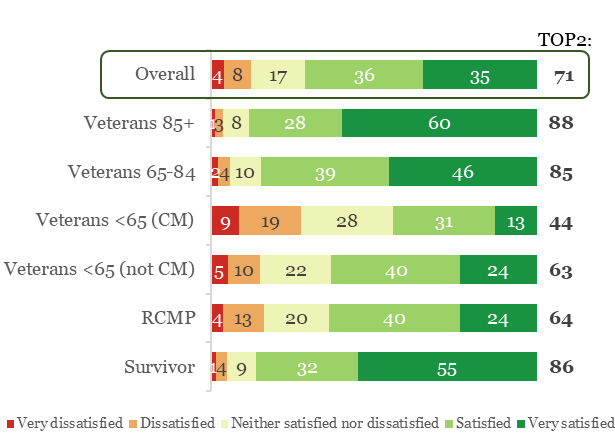 TOP2:
Overall 4 8 17 36 35 71
Veterans 85+ 1 3 8 28 60 88
Veterans 65-84 2 4 10 39 46 85
Veterans <65 (CM) 9 19 28 31 13 44
Veterans <65 (not CM) 5 10 22 40 24 63
RCMP 4 13 20 40 24 64
Survivor 1 4 9 32 55 86
Very dissatisfied Dissatisfied Neither satisfied nor dissatisfied Satisfied Very satisfied